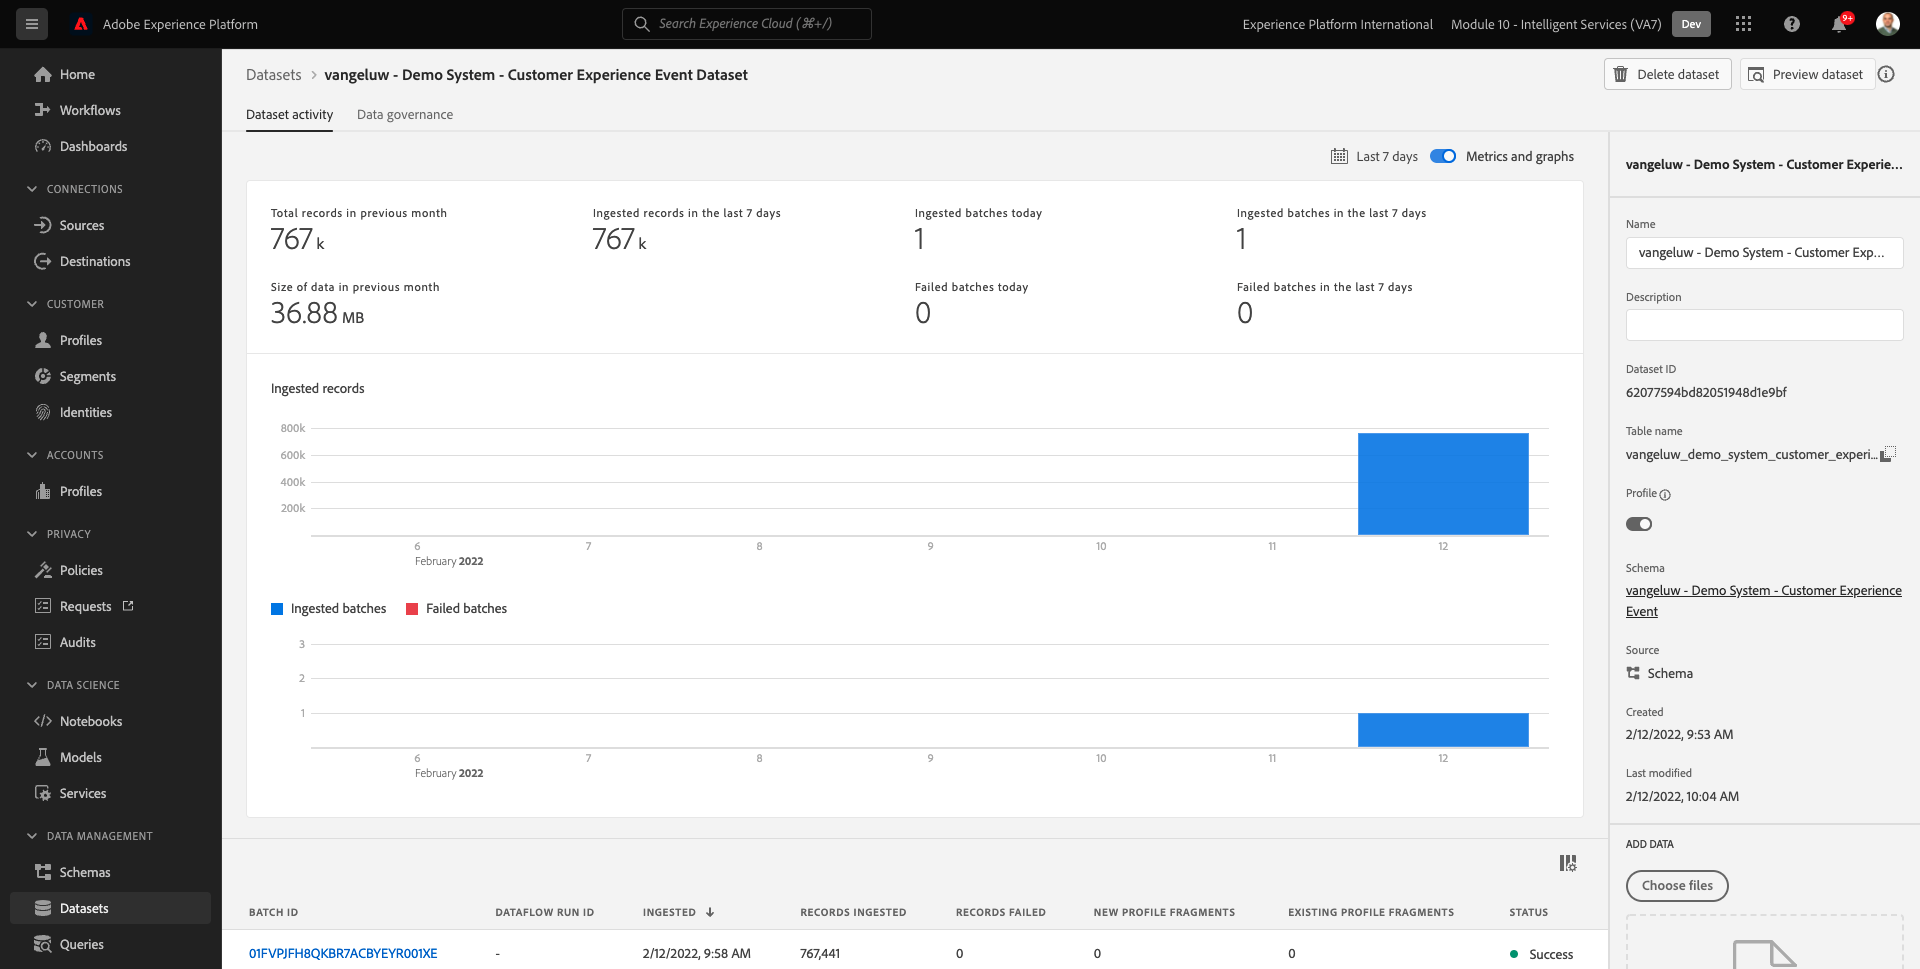 Adobe Experience Platform
Search Experience Cloud (⌘+/)
Experience Platform International
Module 10 - Intelligent Services (VA7)
Dev
9+
Home
Workflows
Dashboards
CONNECTIONS
Sources
Destinations
CUSTOMER
Profiles
Segments
Identities
ACCOUNTS
Profiles
PRIVACY
Policies
Requests
Audits
DATA SCIENCE
Notebooks
Models
Services
DATA MANAGEMENT
Schemas
Datasets
Queries
Datasets > vangeluw - Demo System - Customer Experience Event Dataset
Delete dataset
Preview dataset
Dataset activity
Data governance
Last 7 days
Metrics and graphs
Total records in previous month
767 k
Ingested records in the last 7 days
767 k
Ingested batches today
1
Ingested batches in the last 7 days
1
Size of data in previous month
36.88 MB
Failed batches today
0
Failed batches in the last 7 days
0
Ingested records
800k
600k
400k
200k
6 7 8 9 10 11 12
February 2022
Ingested batches
Failed batches
3
2
1
6 7 8 9 10 11 12
February 2022
BATCH ID DATAFLOW RUN ID INGESTED RECORDS INGESTED RECORDS FAILED NEW PROFILE FRAGMENTS EXISTING PROFILE FRAGMENTS STATUS
01FVPJFH8QKBR7ACBYEYR001XE - 2/12/2022, 9:58 AM 767,441 0 0 0 Success
vangeluw - Demo System - Customer Experie...
Name
vangeluw - Demo System - Customer Exp...
Description
Dataset ID
62077594bd82051948d1e9bf
Table name
vangeluw_demo_system_customer_experi...
Profile
Schema
vangeluw - Demo System - Customer Experience
Event
Source
Schema
Created
2/12/2022, 9:53 AM
Last modified
2/12/2022, 10:04 AM
ADD DATA
Choose files